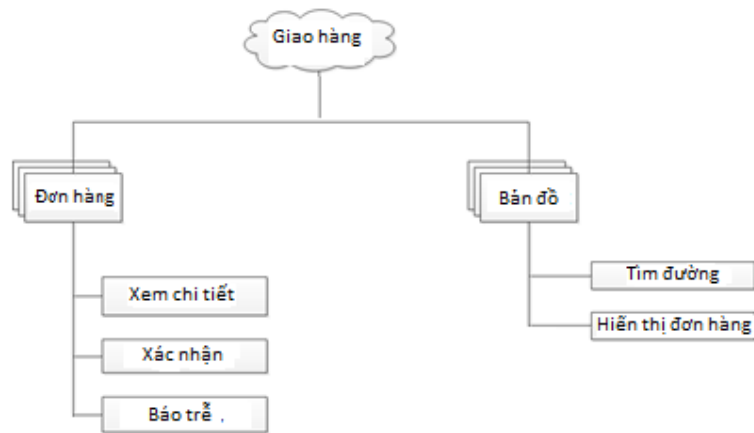 Giao hàng
Đơn hàng
Bản đồ
Xem chi tiết
Xác nhận
Báo trễ ,
Tìm đường
Hiển thị đơn hàng